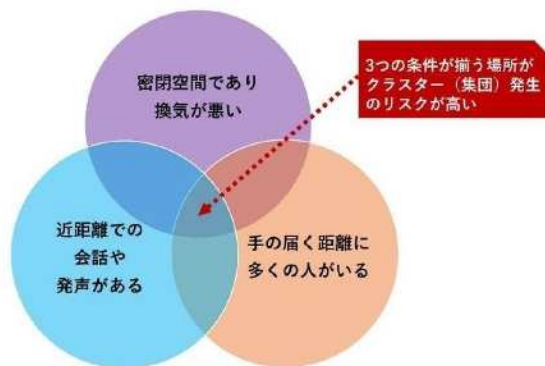 密閉空間であり
換気が悪い
3つの条件が揃う場所が
クラスター（集団）発生
のリスクが高い
近距離での
会話や
発声がある
手の届く距離に
多くの人がいる